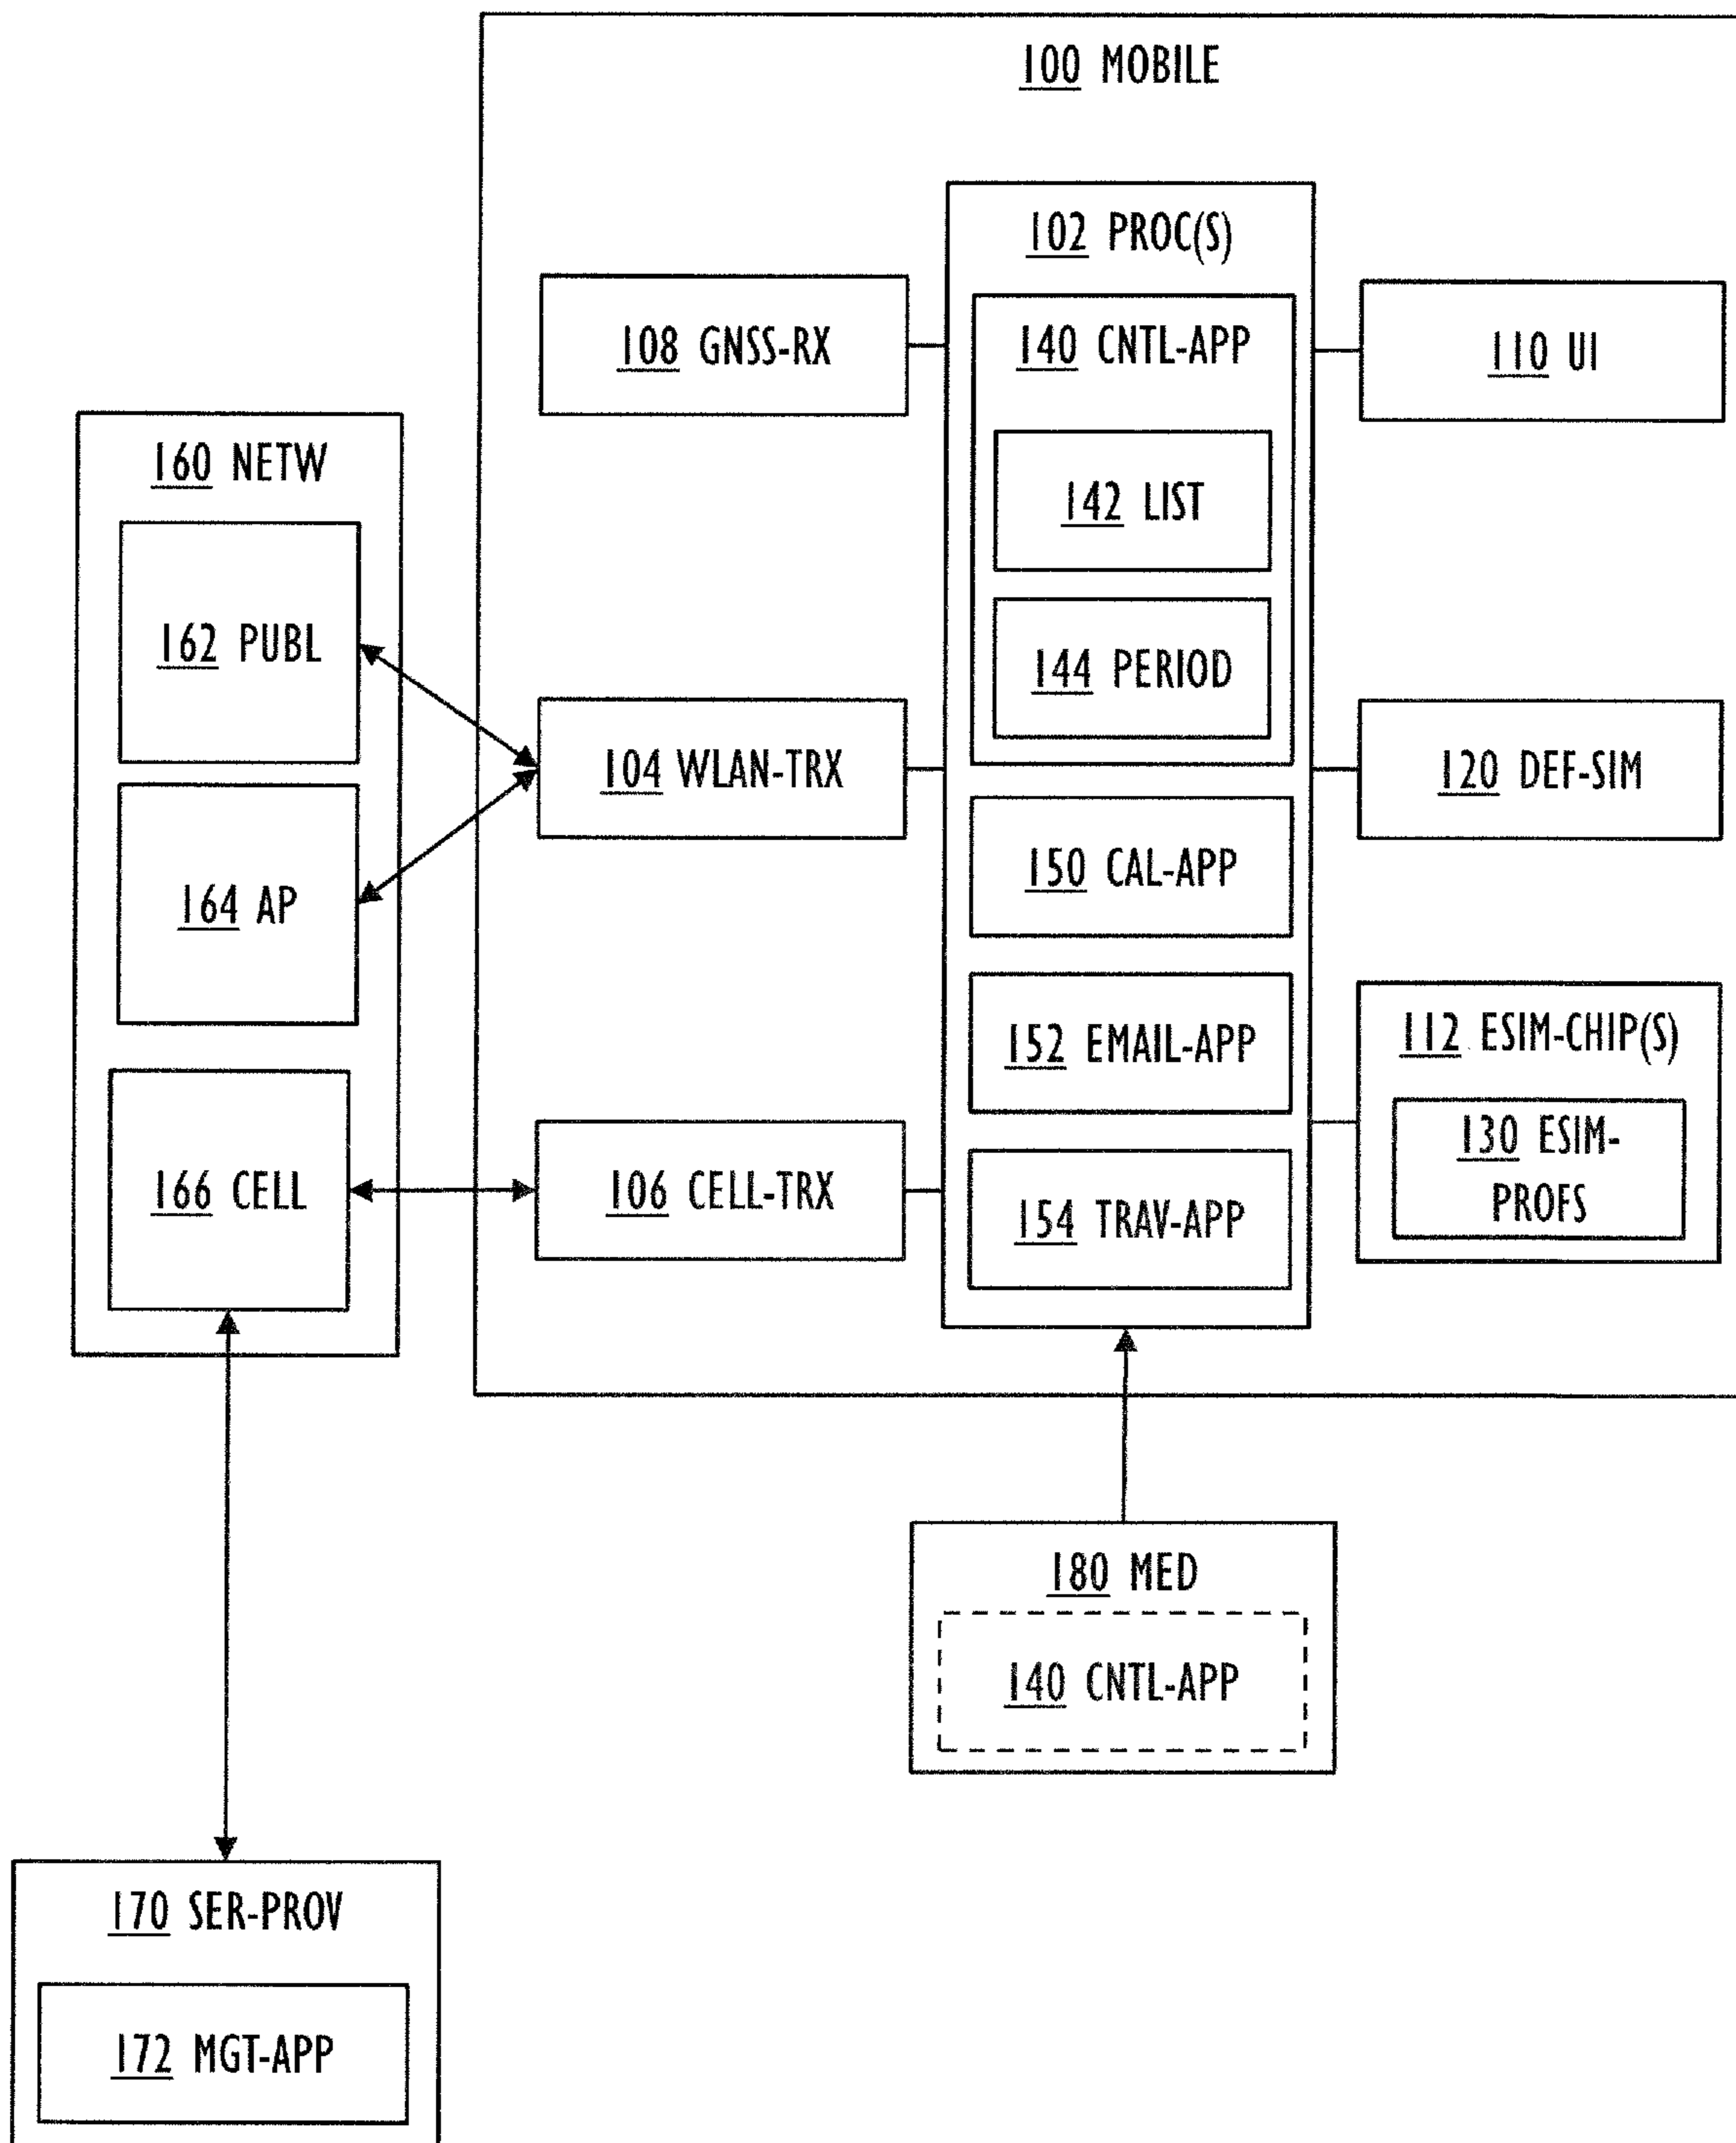 100 MOBILE
102 PROC(S)
108 GNSS-RX
140 CNTL-APP
110 UI
142 LIST
144 PERIOD
160 NETW
162 PUBL
104 WLAN-TRX
120 DEF-SIM
150 CAL-APP
164 AP
152 EMAIL-APP
112 ESIM-CHIP(S)
130 ESIM-
PROFS
166 CELL
106 CELL-TRX
154 TRAV-APP
180 MED
140 CNTL-APP
170 SER-PROV
172 MGT-APP